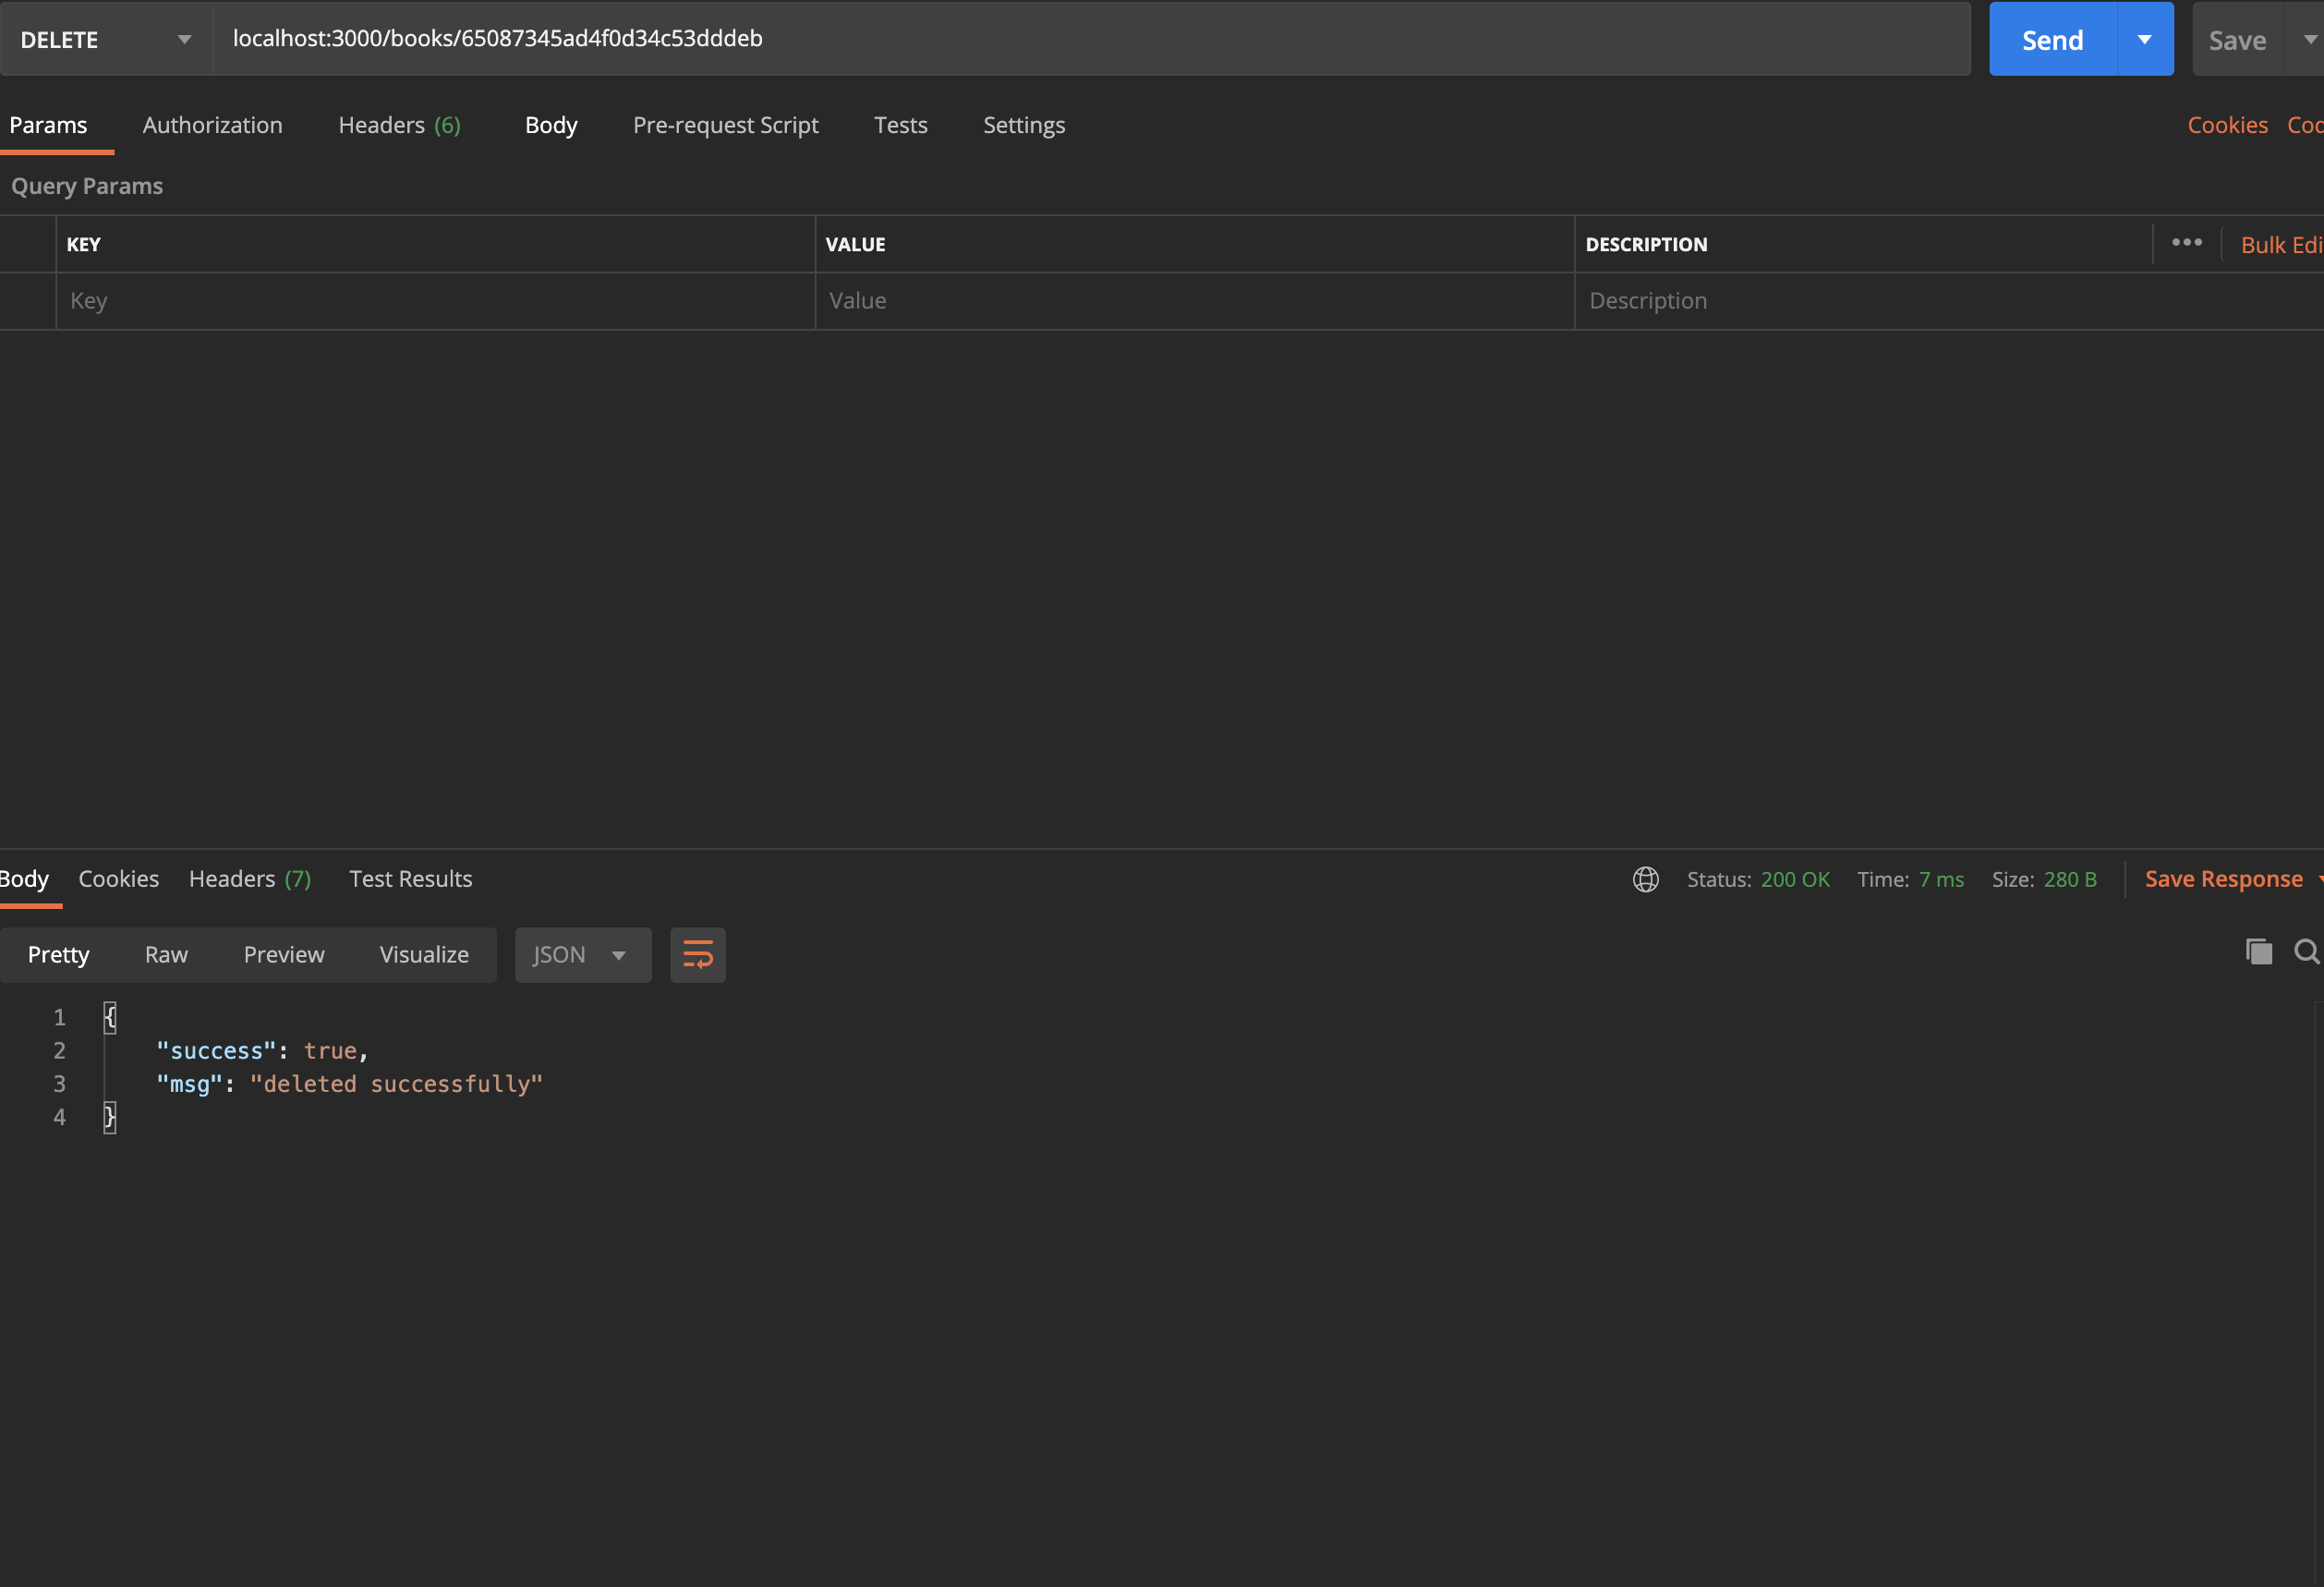 DELETE localhost:3000/books/65087345ad4f0d34c53dddeb Send Save
Params Authorization Headers (6) Body Pre-request Script Tests Settings Cookies Cod
Query Params
KEY VALUE DESCRIPTION ••• Bulk Edi
Key Value Description
Body Cookies Headers (7) Test Results Status: 200 OK Time: 7 ms Size: 280 B Save Response
Pretty Raw Preview Visualize JSON
1 {
2 "success": true,
3 "msg": "deleted successfully"
4 }